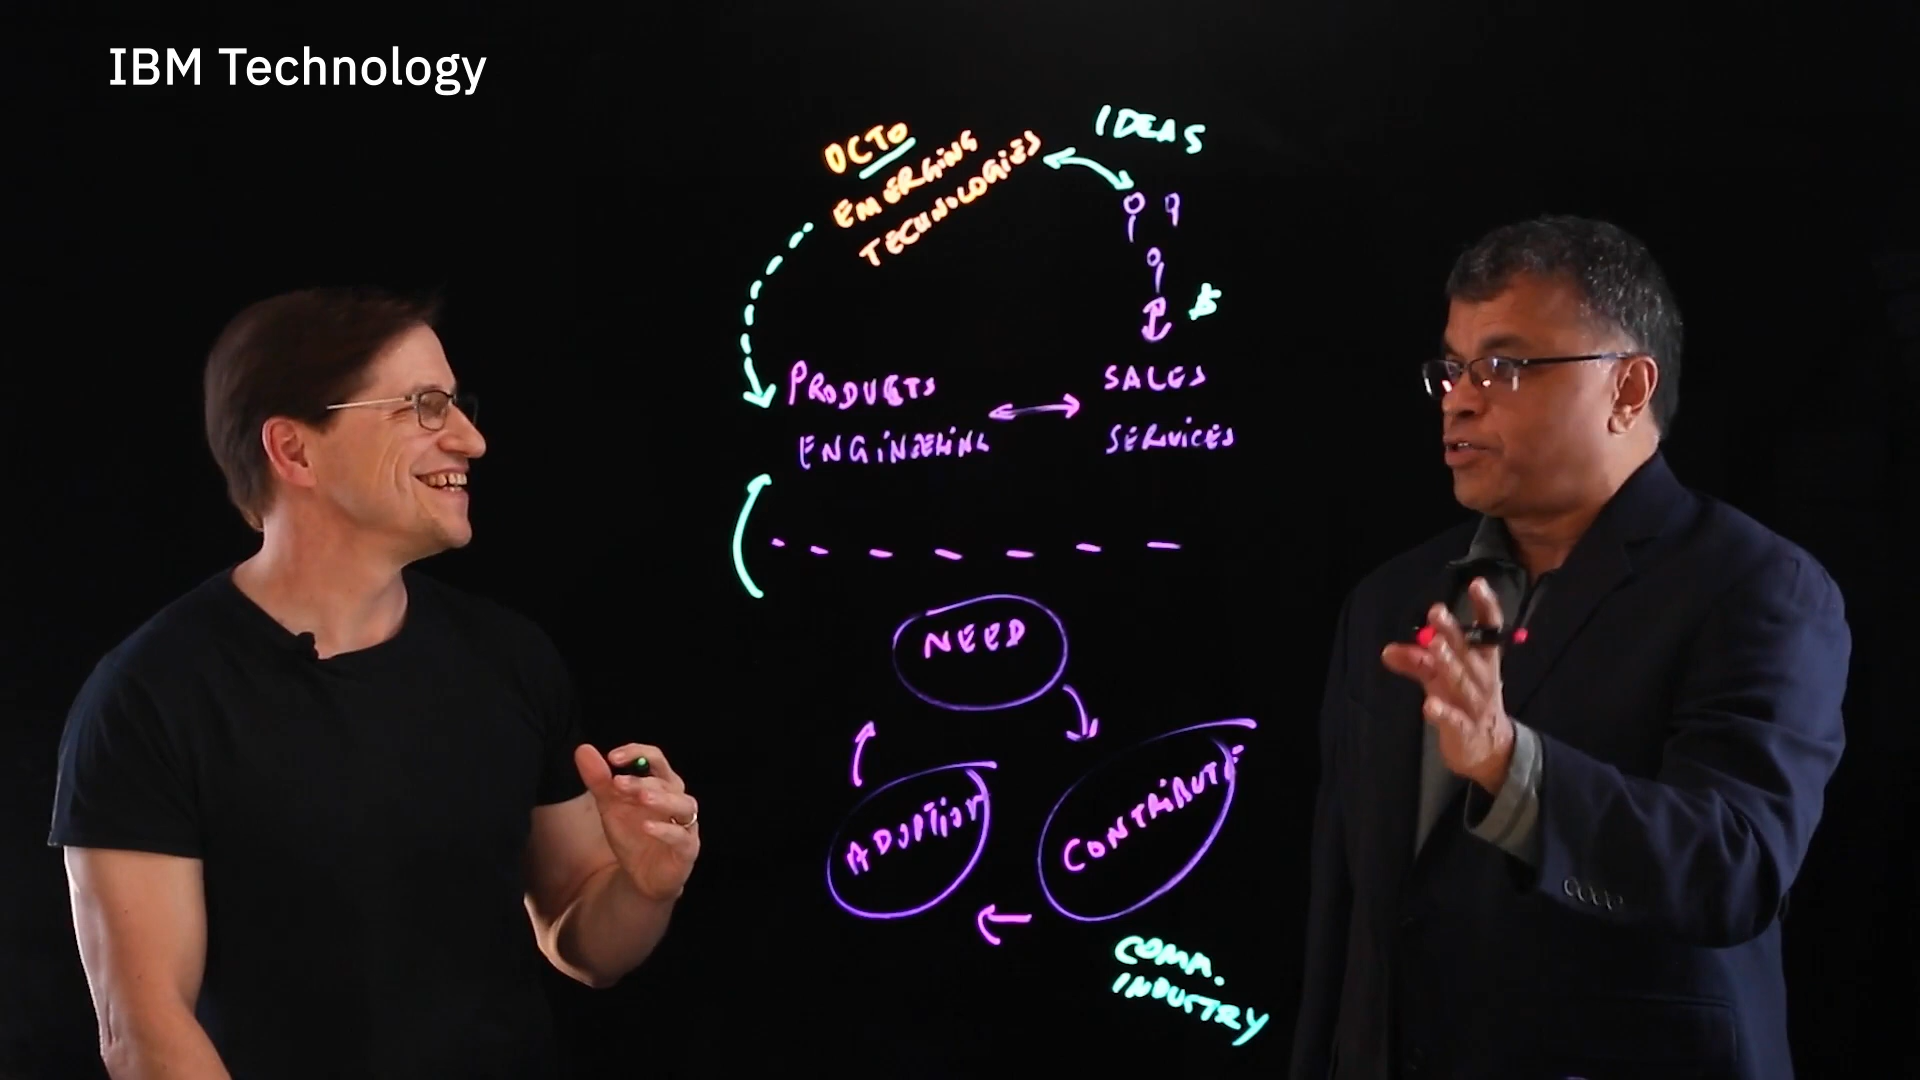 IBM Technology
IDEAS
OCTO
EMERGING
TECHNOLOGIES
$
PRODUCTS
SALES
ENGINEERING
SERVICES
NEED
ADOPTION
CONTRIBUTE
COMM.
INDUSTRY